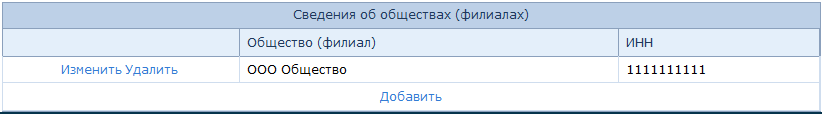 Сведения об обществах (филиалах)
Общество (филиал) ИНН
Изменить Удалить ООО Общество 1111111111
Добавить